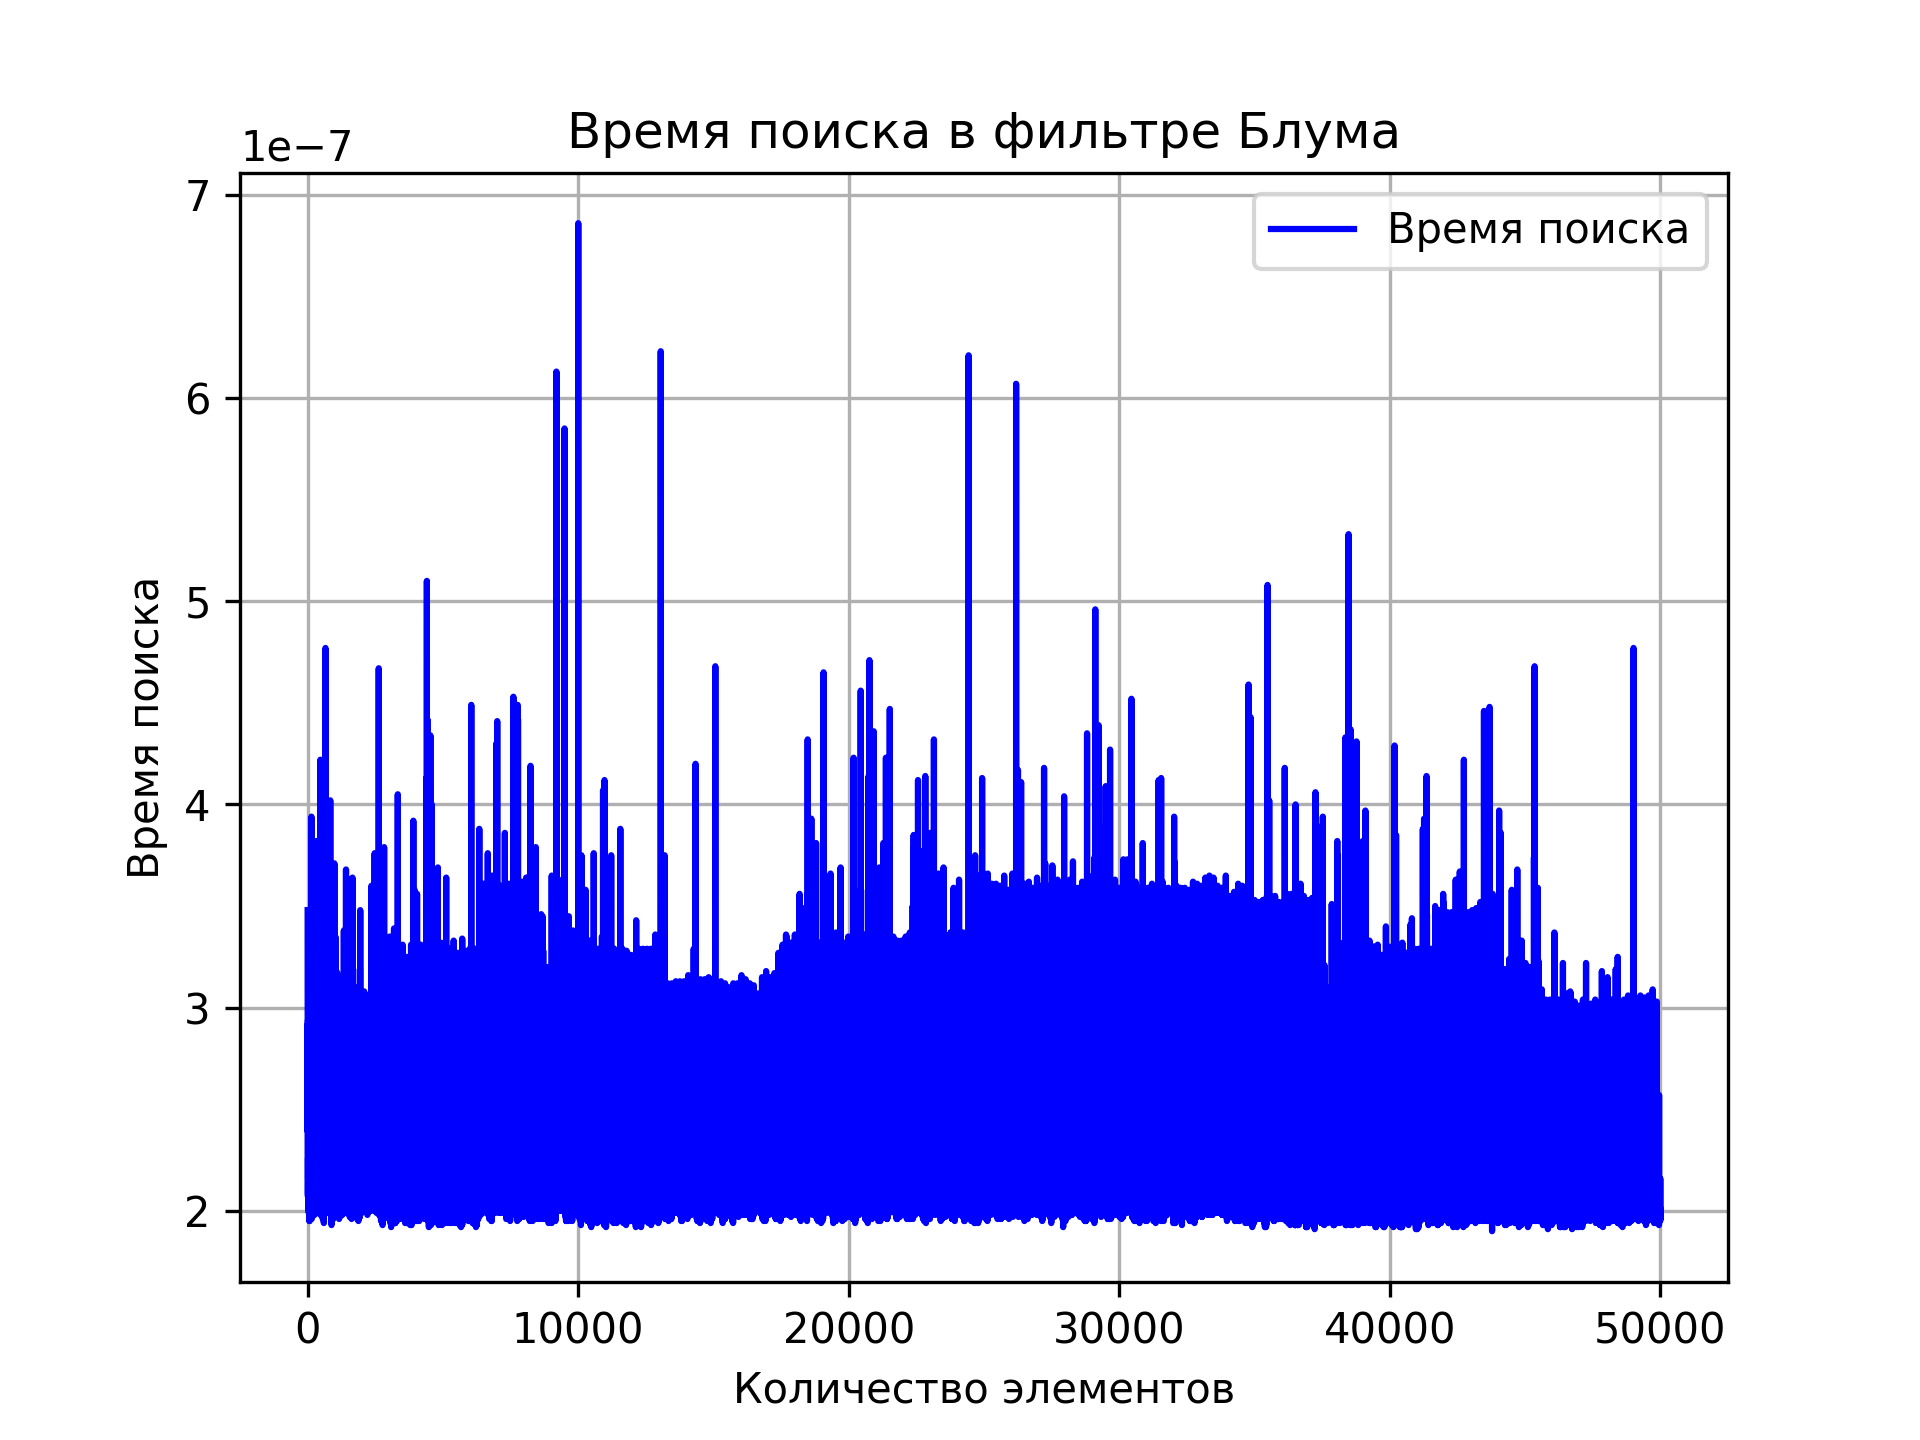 Время поиска в фильтре Блума
1e−7
Время поиска
7
6
5
4
3
2
Время поиска
0 10000 20000 30000 40000 50000
Количество элементов